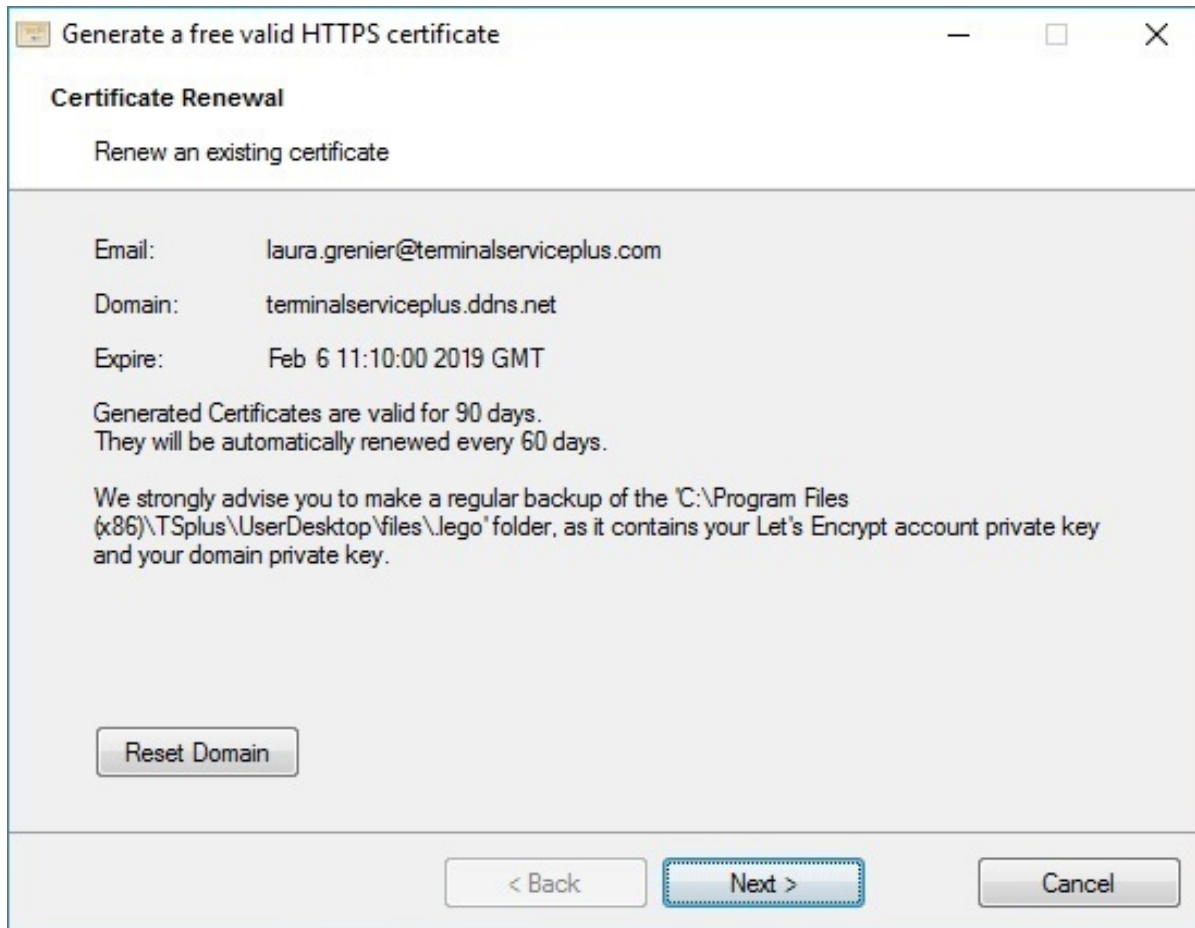 Generate a free valid HTTPS certificate
Certificate Renewal
Renew an existing certificate
Email: laura.grenier@terminalserviceplus.com
Domain: terminalserviceplus.ddns.net
Expire: Feb 6 11:10:00 2019 GMT
Generated Certificates are valid for 90 days.
They will be automatically renewed every 60 days.
We strongly advise you to make a regular backup of the 'C:\Program Files
(x86)\TSplus\UserDesktop\files\.lego' folder, as it contains your Let's Encrypt account private key
and your domain private key.
Reset Domain
< Back Next > Cancel